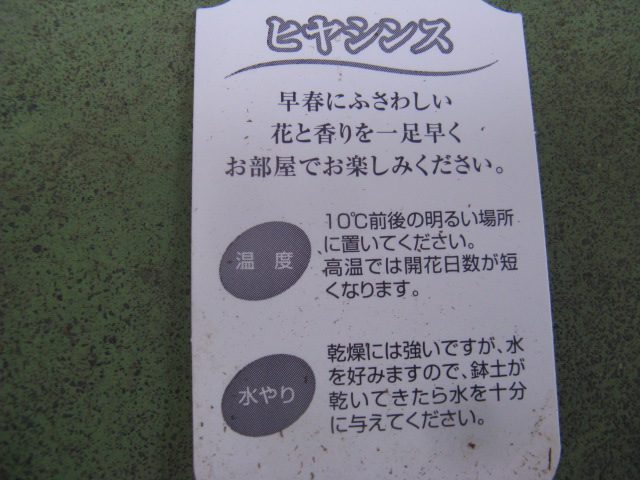 ヒヤシンス
早春にふさわしい
花と香りを一足早く
お部屋でお楽しみください。
温度
10℃前後の明るい場所
に置いてください。
高温では開花日数が短
くなります。
水やり
乾燥には強いですが、水
を好みますので、鉢土が
乾いてきたら水を十分
に与えてください。